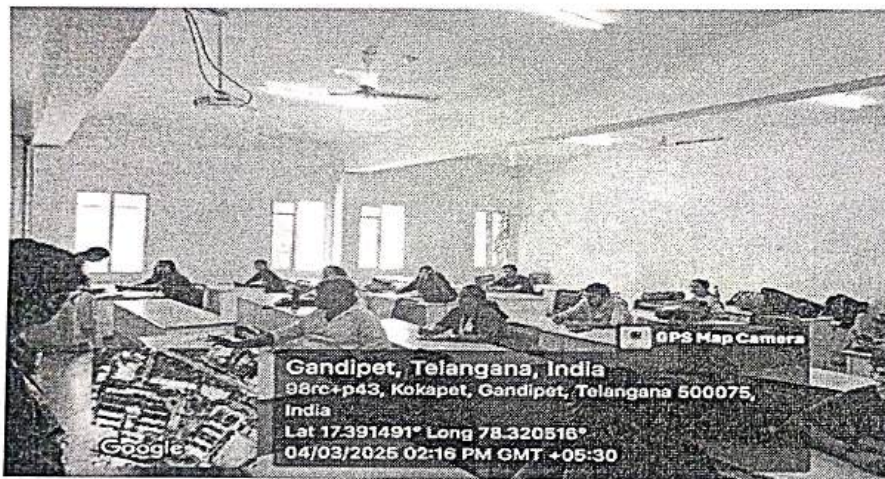 GPS Map Camera
Gandipet, Telangana, India
98rc+p43, Kokapet, Gandipet, Telangana 500075,
India
Lat 17.391491° Long 78.320516°
04/03/2025 02:16 PM GMT +05:30
Google